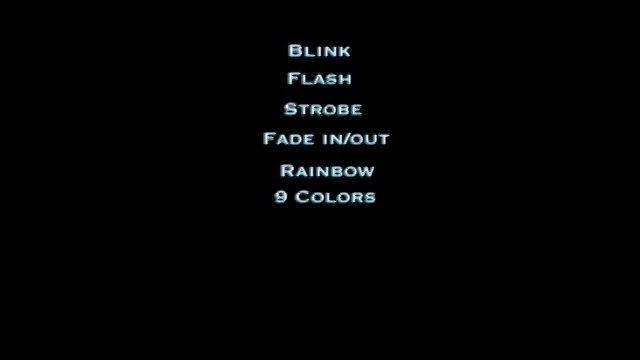 Blink
Flash
Strobe
Fade in/out
Rainbow
9 Colors